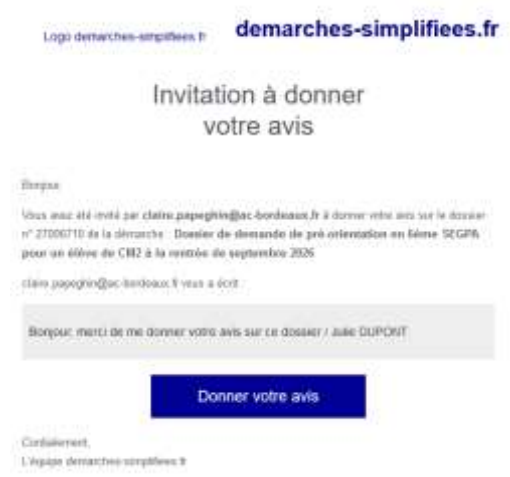 Logo demarches-simplifiees.fr
demarches-simplifiees.fr
Invitation à donner
votre avis
Bonjour
Vous avez été invité par claire.papeghin@ac-bordeaux.fr à donner votre avis sur le dossier
n° 27006710 de la démarche : Dossier de demande de pré orientation en 6ème SEGPA
pour un élève de CM2 à la rentrée de septembre 2026
claire.papeghin@ac-bordeaux.fr vous a écrit :
Bonjour, merci de me donner votre avis sur ce dossier / Julie DUPONT
Donner votre avis
Cordialement,
L'équipe demarches-simplifiees.fr